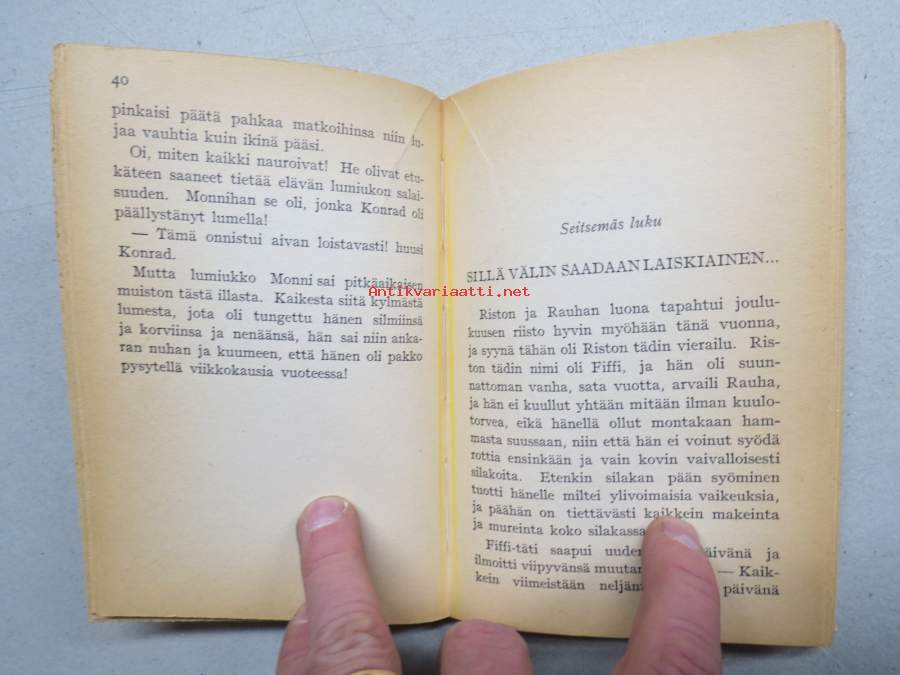 40
pinkaisi päätä pahkaa matkoihinsa niin lu-
jaa vauhtia kuin ikinä pääsi.
Oi, miten kaikki nauroivat! He olivat etu-
käteen saaneet tietää elävän lumiukon salai-
suuden. Monnihan se oli, jonka Konrad oli
päällystänyt lumella!
— Tämä onnistui aivan loistavasti! huusi
Konrad.
Mutta lumiukko Monni sai pitkäaikaisen
muiston tästä illasta. Kaikesta siitä kylmästä
lumesta, jota oli tungettu hänen silmiinsä
ja korviinsa ja nenäänsä, hän sai niin anka-
ran nuhan ja kuumeen, että hänen oli pakko
pysytellä viikkokausia vuoteessa!
Antikvariaatti.net
Seitsemäs luku
SILLÄ VÄLIN SAADAAN LAISKIAINEN...
Riston ja Rauhan luona tapahtui joulu-
kuusen riisto hyvin myöhään tänä vuonna,
ja syynä tähän oli Riston tädin vierailu. Ris-
ton tädin nimi oli Fiffi, ja hän oli suun-
nattoman vanha, sata vuotta, arvaili Rauha,
ja hän ei kuullut yhtään mitään ilman kuulo-
torvea, eikä hänellä ollut montakaan ham-
masta suussaan, niin että hän ei voinut syödä
rottia ensinkään ja vain kovin vaivalloisesti
silakoita. Etenkin silakan pään syöminen
tuotti hänelle miltei ylivoimaisia vaikeuksia,
ja päähän on tiettävästi kaikkein makeinta
ja mureinta koko silakassa
Fiffi-täti saapui uuden päivänä ja
ilmoitti viipyvänsä muutam — Kaik-
kein viimeistään neljän päivänä